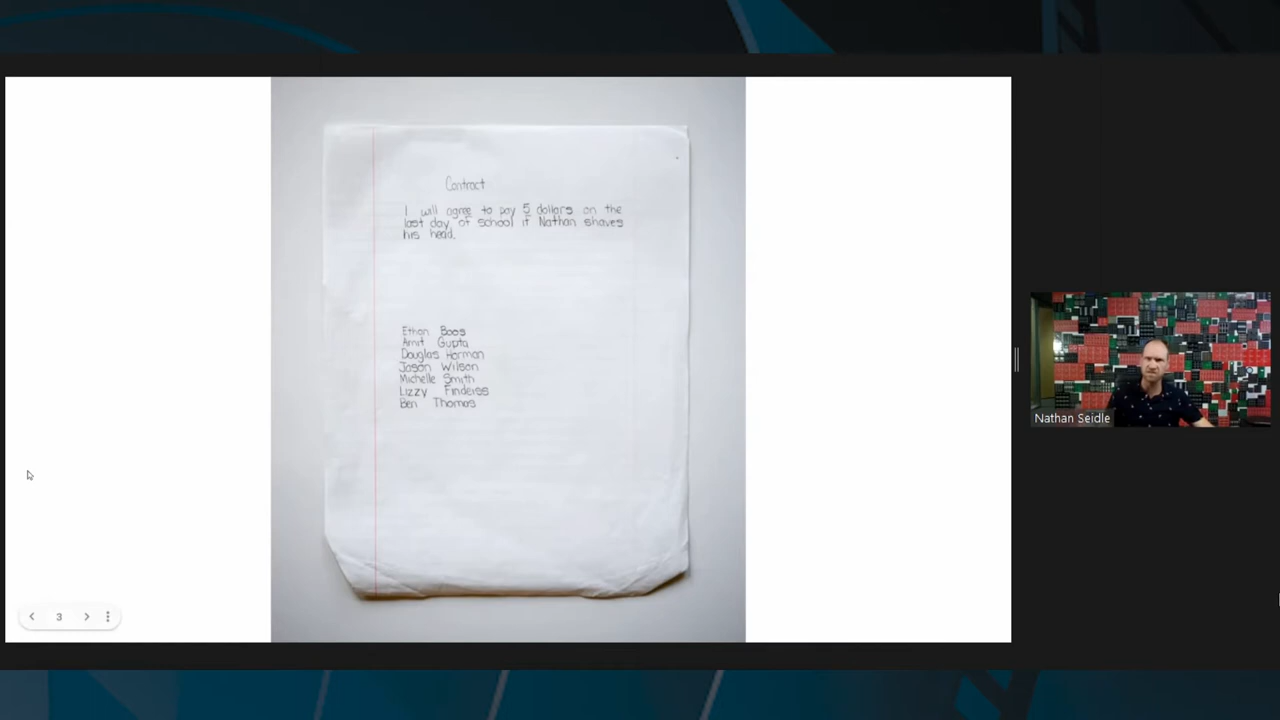 Contract
I will agree to pay 5 dollars on the
last day of school if Nathan shaves
his head.
Ethan Boos
Amit Gupta
Douglas Harman
Jason Wilson
Michelle Smith
Lizzy Finderss
Ben Thomas
3
Nathan Seidle